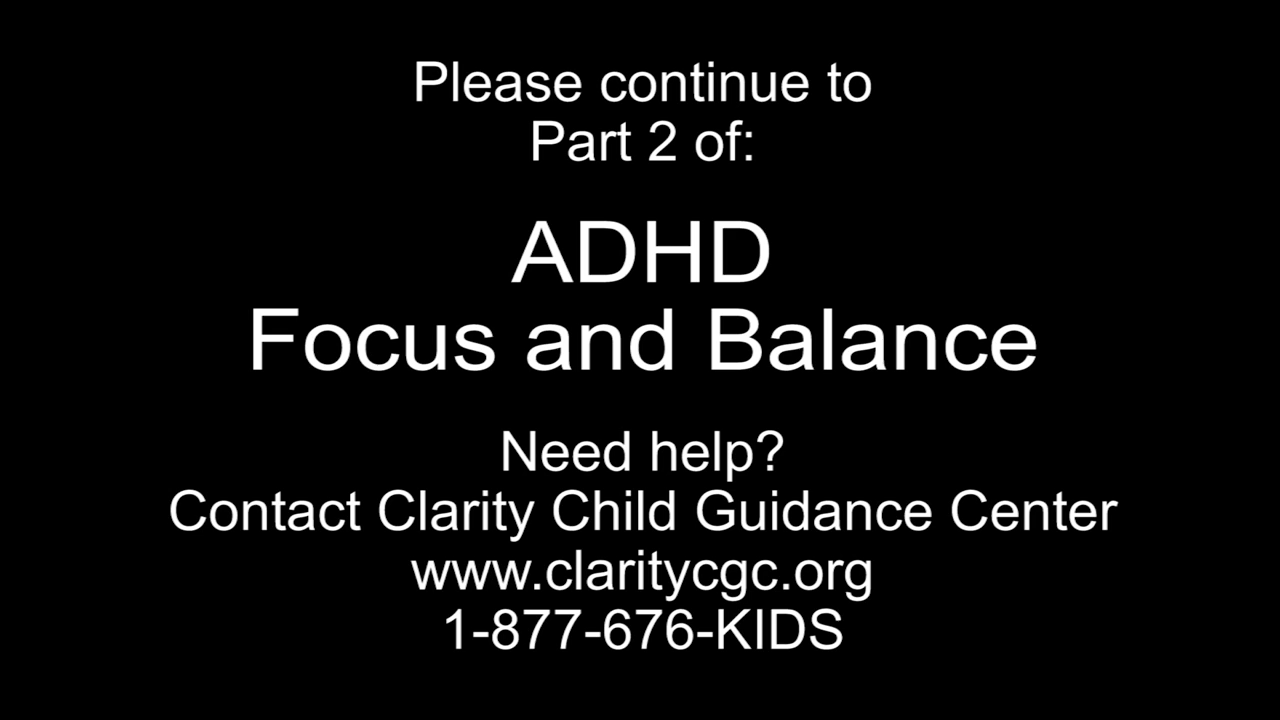 Please continue to
Part 2 of:
ADHD
Focus and Balance
Need help?
Contact Clarity Child Guidance Center
www.claritycgc.org
1-877-676-KIDS